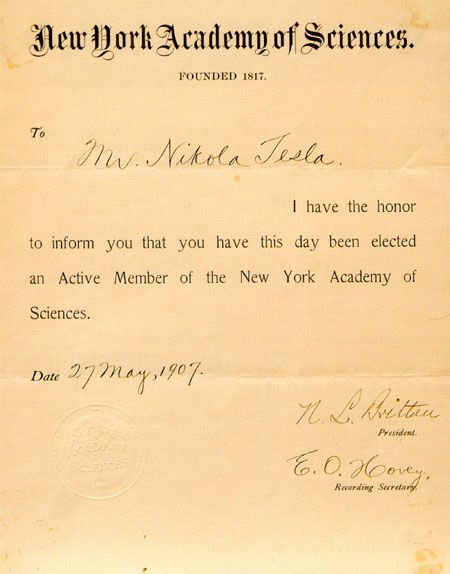 New York Academy of Sciences.
FOUNDED 1817.
To
Mr. Nikola Tesla.
I have the honor
to inform you that you have this day been elected
an Active Member of the New York Academy of
Sciences.
Date 27 May, 1907.
N. L. Britton
President.
E. O. Hovey,
Recording Secretary.
ACADEMY
SCIENCES